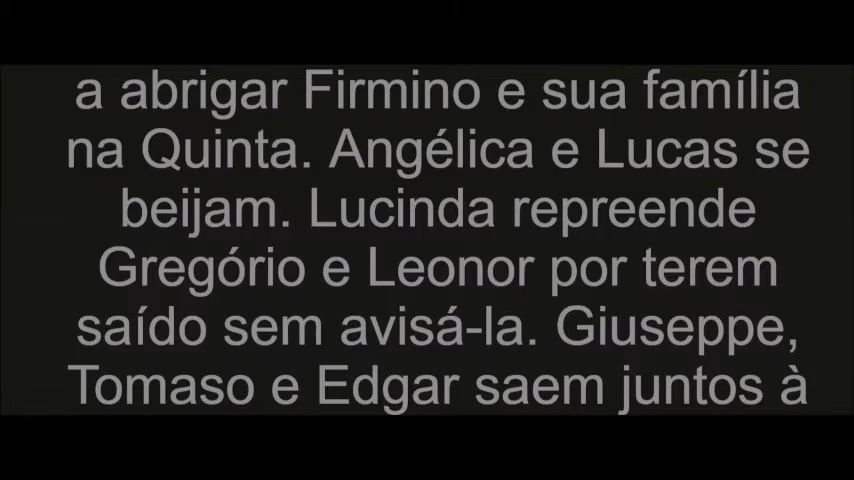 a abrigar Firmino e sua família
na Quinta. Angélica e Lucas se
beijam. Lucinda repreende
Gregório e Leonor por terem
saído sem avisá-la. Giuseppe,
Tomaso e Edgar saem juntos à